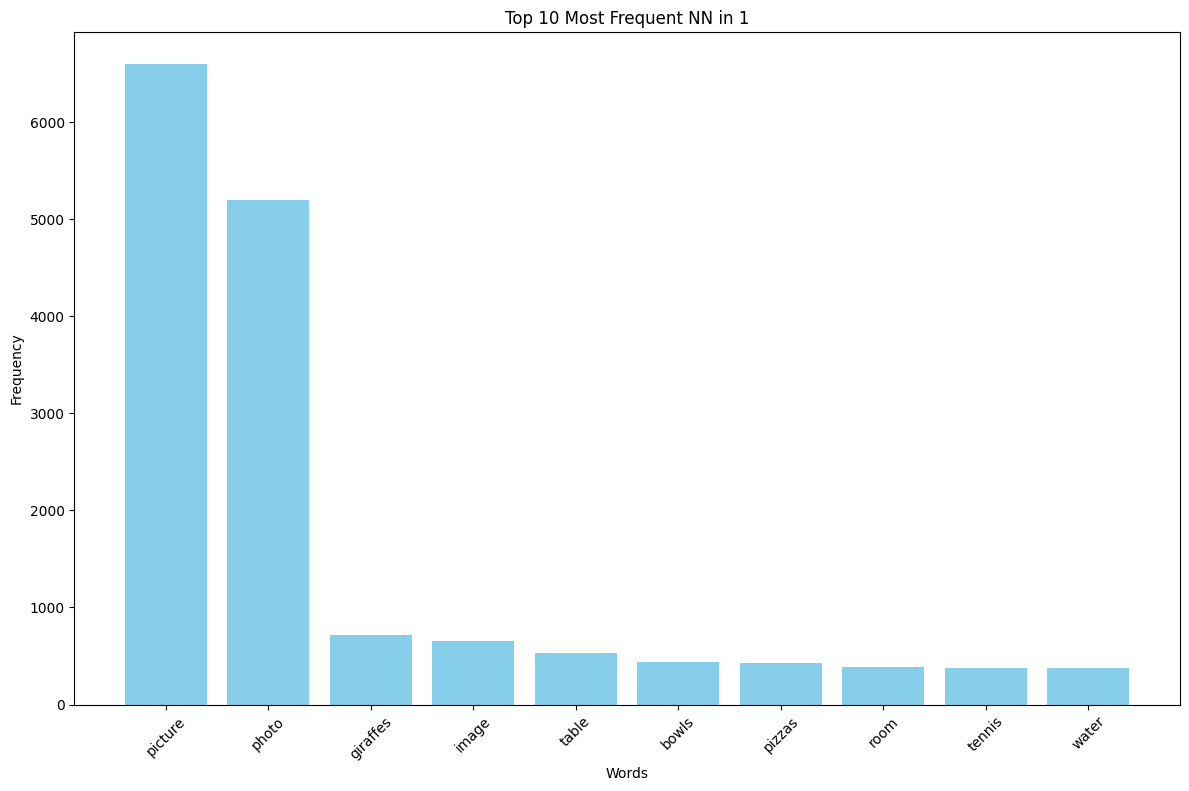 Top 10 Most Frequent NN in 1
Frequency
6000
5000
4000
3000
2000
1000
0
picture
photo
giraffes
image
table
bowls
pizzas
room
tennis
water
Words